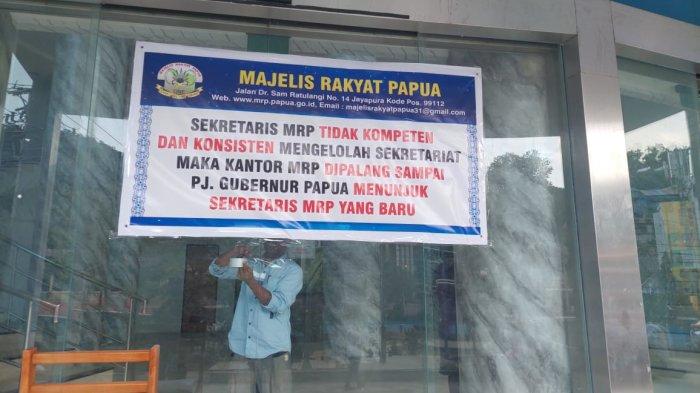 MAJELIS RAKYAT PAPUA
Jalan Dr. Sam Ratulangi No. 14 Jayapura Kode Pos. 99112
Web. www.mrp.papua.go.id, Email : majelisrakyatpapua31@gmail.com
SEKRETARIS MRP TIDAK KOMPETEN
DAN KONSISTEN MENGELOLAH SEKRETARIAT
MAKA KANTOR MRP DIPALANG SAMPAI
PJ. GUBERNUR PAPUA MENUNJUK
SEKRETARIS MRP YANG BARU